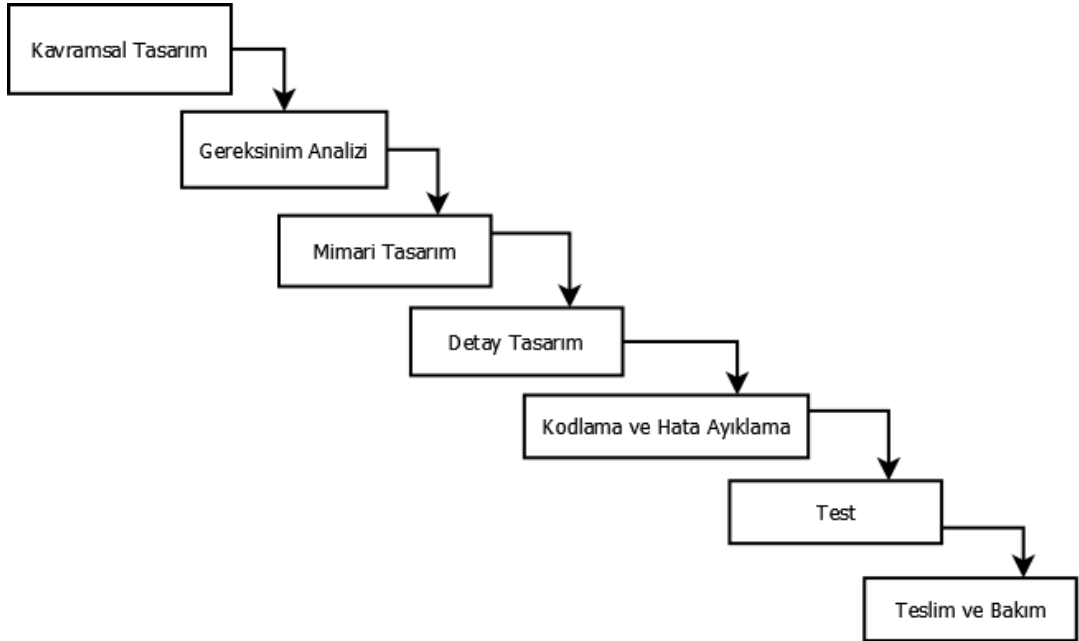 Kavramsal Tasarım
Gereksinim Analizi
Mimari Tasarım
Detay Tasarım
Kodlama ve Hata Ayıklama
Test
Teslim ve Bakım